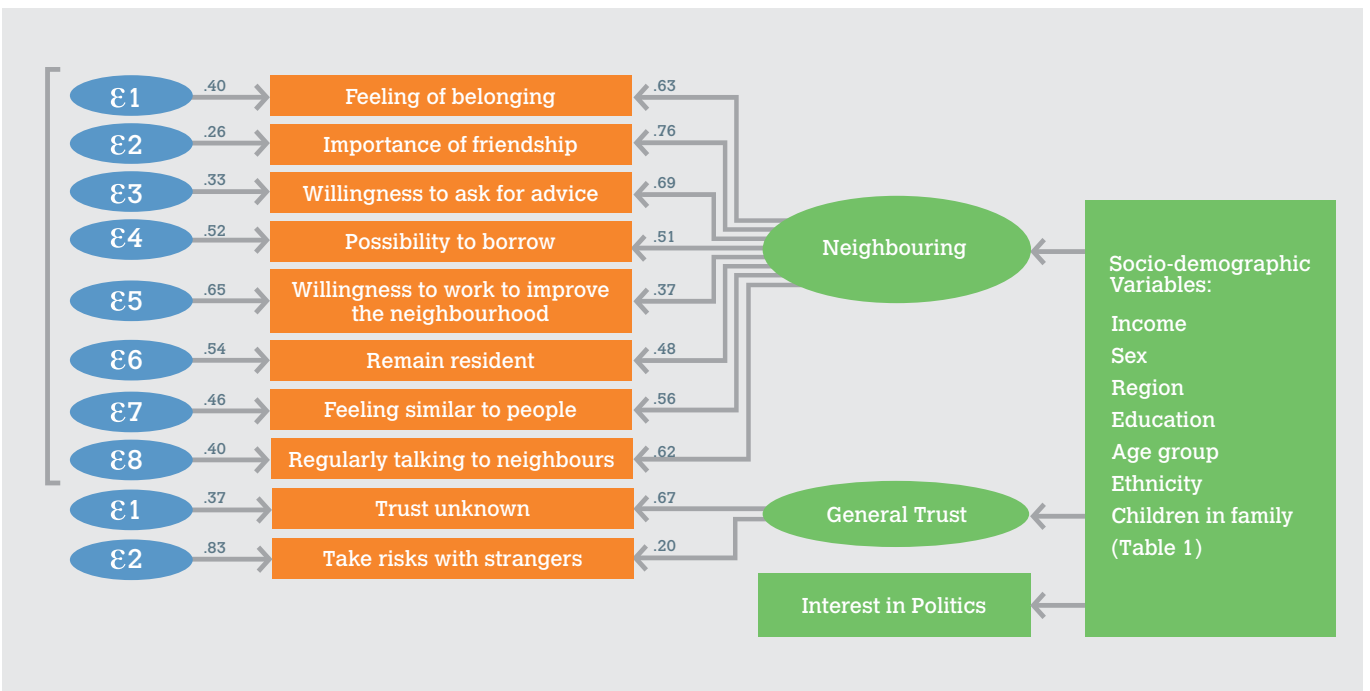 ε1
.40
Feeling of belonging
.63
ε2
.26
Importance of friendship
.76
ε3
.33
Willingness to ask for advice
.69
ε4
.52
Possibility to borrow
.51
ε5
.65
Willingness to work to improve
the neighbourhood
.37
ε6
.54
Remain resident
.48
ε7
.46
Feeling similar to people
.56
ε8
.40
Regularly talking to neighbours
.62
ε1
.37
Trust unknown
.67
ε2
.83
Take risks with strangers
.20
Neighbouring
General Trust
Interest in Politics
Socio-demographic
Variables:
Income
Sex
Region
Education
Age group
Ethnicity
Children in family
(Table 1)